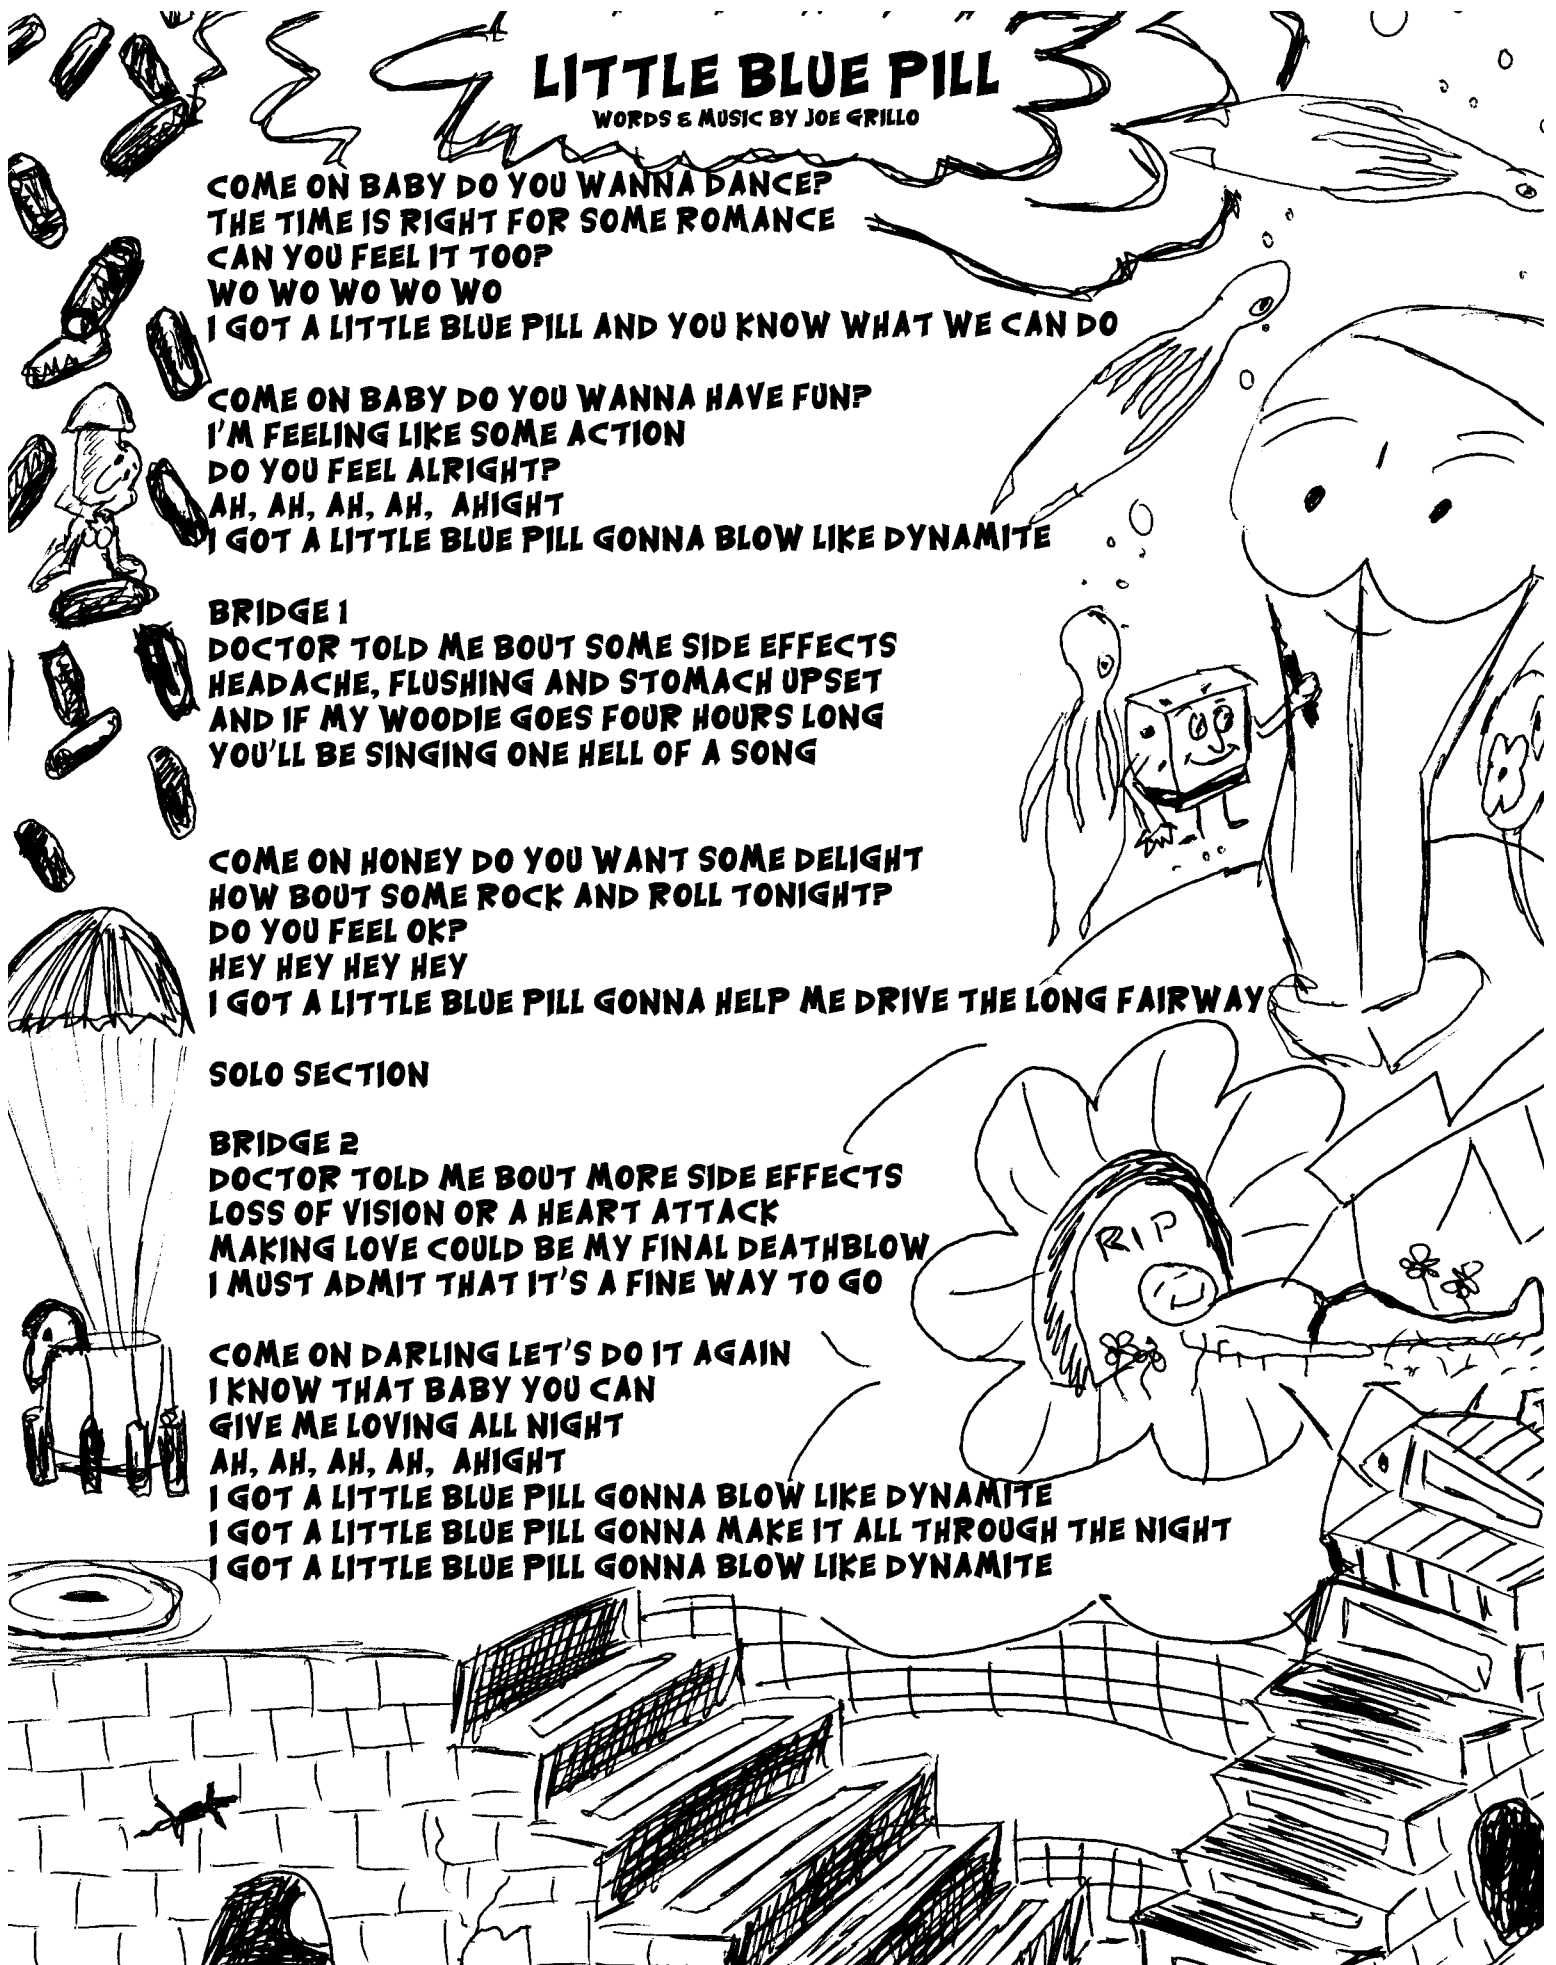 LITTLE BLUE PILL
WORDS & MUSIC BY JOE GRILLO
COME ON BABY DO YOU WANNA DANCE?
THE TIME IS RIGHT FOR SOME ROMANCE
CAN YOU FEEL IT TOO?
WO WO WO WO WO
I GOT A LITTLE BLUE PILL AND YOU KNOW WHAT WE CAN DO
COME ON BABY DO YOU WANNA HAVE FUN?
I'M FEELING LIKE SOME ACTION
DO YOU FEEL ALRIGHT?
AH, AH, AH, AH, AHIGHT
I GOT A LITTLE BLUE PILL GONNA BLOW LIKE DYNAMITE
BRIDGE 1
DOCTOR TOLD ME BOUT SOME SIDE EFFECTS
HEADACHE, FLUSHING AND STOMACH UPSET
AND IF MY WOODIE GOES FOUR HOURS LONG
YOU'LL BE SINGING ONE HELL OF A SONG
COME ON HONEY DO YOU WANT SOME DELIGHT
HOW BOUT SOME ROCK AND ROLL TONIGHT?
DO YOU FEEL OK?
HEY HEY HEY HEY
I GOT A LITTLE BLUE PILL GONNA HELP ME DRIVE THE LONG FAIRWAY
SOLO SECTION
BRIDGE 2
DOCTOR TOLD ME BOUT MORE SIDE EFFECTS
LOSS OF VISION OR A HEART ATTACK
MAKING LOVE COULD BE MY FINAL DEATHBLOW
I MUST ADMIT THAT IT'S A FINE WAY TO GO
RIP
COME ON DARLING LET'S DO IT AGAIN
I KNOW THAT BABY YOU CAN
GIVE ME LOVING ALL NIGHT
AH, AH, AH, AH, AHIGHT
I GOT A LITTLE BLUE PILL GONNA BLOW LIKE DYNAMITE
I GOT A LITTLE BLUE PILL GONNA MAKE IT ALL THROUGH THE NIGHT
I GOT A LITTLE BLUE PILL GONNA BLOW LIKE DYNAMITE